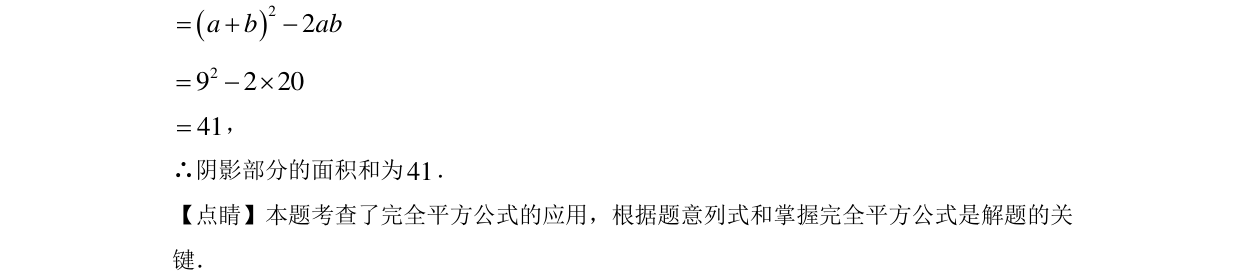 =(a+b)²−2ab
=9²−2×20
=41，
∴阴影部分的面积和为41．
【点睛】本题考查了完全平方公式的应用，根据题意列式和掌握完全平方公式是解题的关
键．